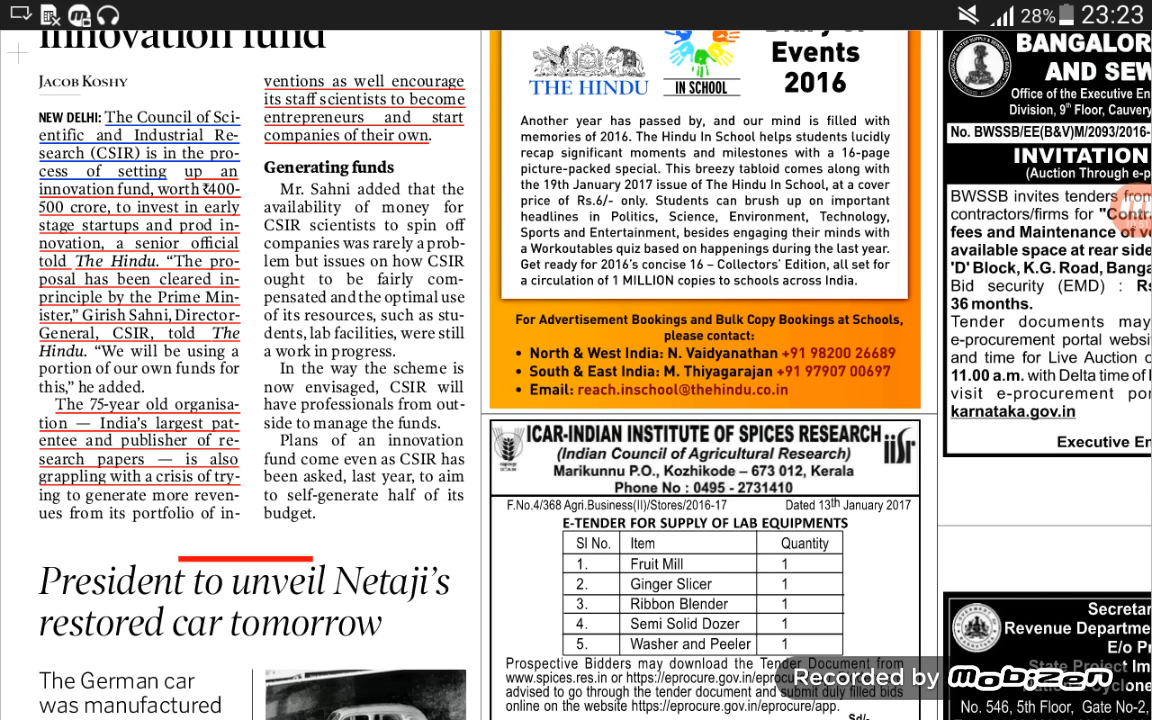 28% 23:23
innovation fund
JACOB KOSHY
NEW DELHI: The Council of Sci-
entific and Industrial Re-
search (CSIR) is in the pro-
cess of setting up an
innovation fund, worth ₹400-
500 crore, to invest in early
stage startups and prod in-
novation, a senior official
told The Hindu. “The pro-
posal has been cleared in-
principle by the Prime Min-
ister,” Girish Sahni, Director-
General, CSIR, told The
Hindu. “We will be using a
portion of our own funds for
this,” he added.
The 75-year old organisa-
tion — India’s largest pat-
entee and publisher of re-
search papers — is also
grappling with a crisis of try-
ing to generate more reven-
ues from its portfolio of in-
ventions as well encourage
its staff scientists to become
entrepreneurs and start
companies of their own.
Generating funds
Mr. Sahni added that the
availability of money for
CSIR scientists to spin off
companies was rarely a prob-
lem but issues on how CSIR
ought to be fairly com-
pensated and the optimal use
of its resources, such as stu-
dents, lab facilities, were still
a work in progress.
In the way the scheme is
now envisaged, CSIR will
have professionals from out-
side to manage the funds.
Plans of an innovation
fund come even as CSIR has
been asked, last year, to aim
to self-generate half of its
budget.
President to unveil Netaji’s
restored car tomorrow
The German car
was manufactured
THE HINDU
IN SCHOOL
Events
2016
Another year has passed by, and our mind is filled with
memories of 2016. The Hindu In School helps students lucidly
recap significant moments and milestones with a 16-page
picture-packed special. This breezy tabloid comes along with
the 19th January 2017 issue of The Hindu In School, at a cover
price of Rs.6/- only. Students can brush up on important
headlines in Politics, Science, Environment, Technology,
Sports and Entertainment, besides engaging their minds with
a Workoutables quiz based on happenings during the last year.
Get ready for 2016’s concise 16 – Collectors’ Edition, all set for
a circulation of 1 MILLION copies to schools across India.
For Advertisement Bookings and Bulk Copy Bookings at Schools,
please contact:
• North & West India: N. Vaidyanathan +91 98200 26689
• South & East India: M. Thiyagarajan +91 97907 00697
• Email: reach.inschool@thehindu.co.in
ICAR-INDIAN INSTITUTE OF SPICES RESEARCH
(Indian Council of Agricultural Research)
Marikunnu P.O., Kozhikode – 673 012, Kerala
Phone No : 0495 - 2731410
iisr
F.No.4/368 Agri.Business(II)/Stores/2016-17 Dated 13th January 2017
E-TENDER FOR SUPPLY OF LAB EQUIPMENTS
Sl No. Item Quantity
1. Fruit Mill 1
2. Ginger Slicer 1
3. Ribbon Blender 1
4. Semi Solid Dozer 1
5. Washer and Peeler 1
Prospective Bidders may download the Tender Document from
www.spices.res.in or https://eprocure.gov.in/eproc
advised to go through the tender document and submit duly filled bids
online on the website https://eprocure.gov.in/eprocure/app.
Sd/-
BANGALOR
AND SEW
Office of the Executive En
Division, 9th Floor, Cauvery
No. BWSSB/EE(B&V)M/2093/2016-
INVITATION
(Auction Through e-p
BWSSB invites tenders from
contractors/firms for "Contra
fees and Maintenance of ve
available space at rear side
'D' Block, K.G. Road, Banga
Bid security (EMD) : Rs
36 months.
Tender documents may
e-procurement portal websi
and time for Live Auction o
11.00 a.m. with Delta time of
visit e-procurement por
karnataka.gov.in
Executive En
Secretar
Revenue Departme
E/o Pr
State Project Im
Cyclone
No. 546, 5th Floor, Gate No-2,
Recorded by mobizen